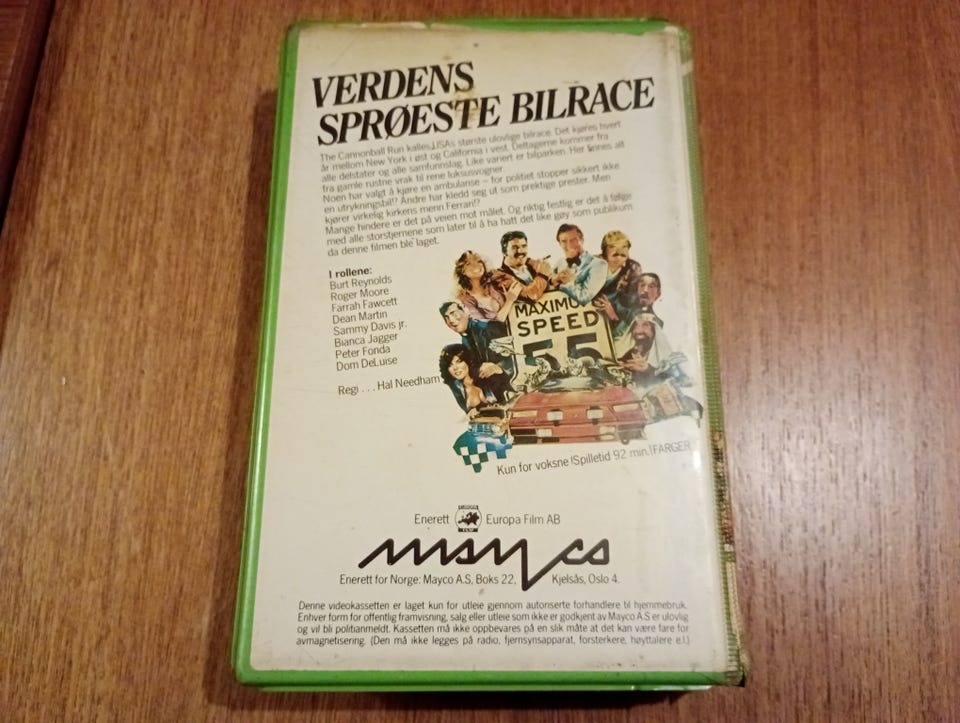 VERDENS
SPRØESTE BILRACE
The Cannonball Run kalles USAs største ulovlige bilrace. Det kjøres hvert
år mellom New York i øst og California i vest. Deltagerne kommer fra
alle delstater og alle samfunnslag. Like variert er bilparken. Her finnes alt
fra gamle rustne vrak til rene luksusvogner.
Noen har valgt å kjøre en ambulanse – for politiet stopper sikkert ikke
en utrykningsbil!? Andre har kledd seg ut som prektige prester. Men
kjører virkelig kirkens menn Ferrari!?
Mange hindere er det på veien mot målet. Og riktig festlig er det å følge
med alle storstjernene som later til å ha hatt det like gøy som publikum
da denne filmen ble laget.
I rollene:
Burt Reynolds
Roger Moore
Farrah Fawcett
Dean Martin
Sammy Davis jr.
Bianca Jagger
Peter Fonda
Dom DeLuise
Regi . . . Hal Needham
MAXIMUM
SPEED
55
Kun for voksne | Spilletid 92 min. | FARGER
Enerett EUROPA FILM Europa Film AB
mayco
Enerett for Norge: Mayco A.S, Boks 22, Kjelsås, Oslo 4.
Denne videokassetten er laget kun for utleie gjennom autoriserte forhandlere til hjemmebruk.
Enhver form for offentlig framvisning, salg eller utleie som ikke er godkjent av Mayco A.S er ulovlig
og vil bli politianmeldt. Kassetten må ikke oppbevares på en slik måte at det kan være fare for
avmagnetisering. (Den må ikke legges på radio, fjernsynsapparat, forsterkere, høyttalere e.l.)